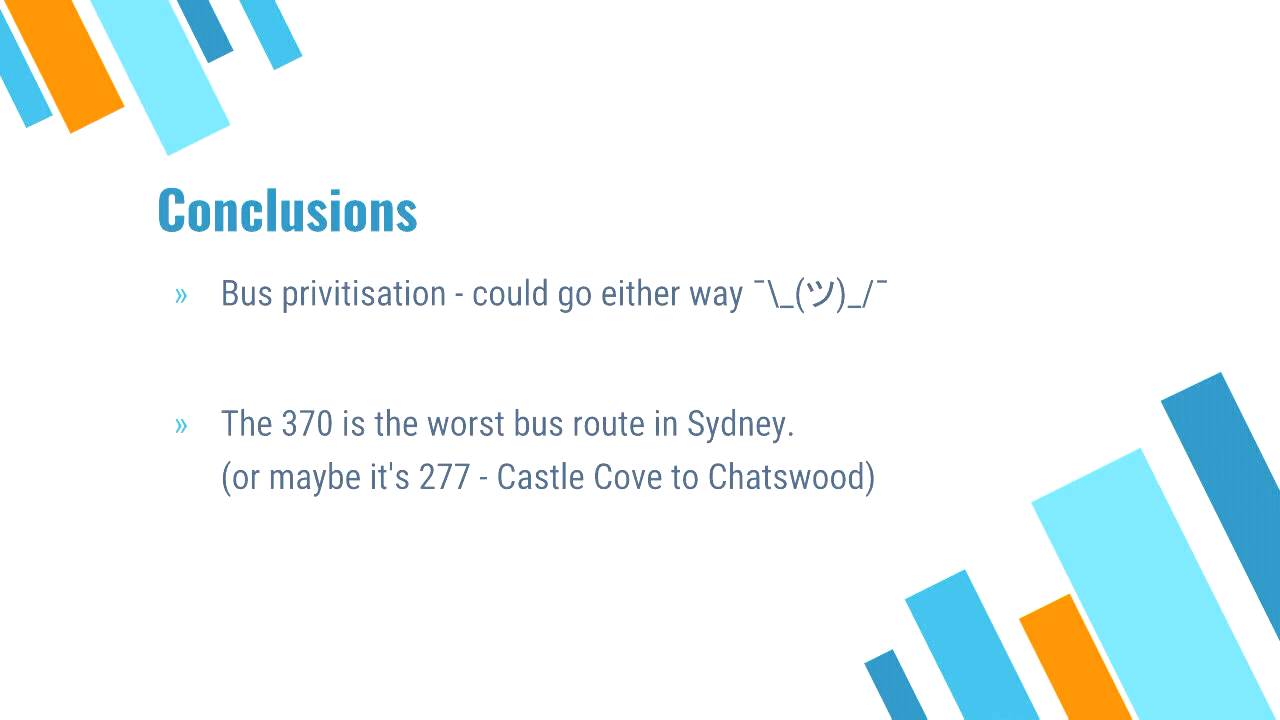 Conclusions
» Bus privitisation - could go either way ¯\_(ツ)_/¯
» The 370 is the worst bus route in Sydney.
(or maybe it's 277 - Castle Cove to Chatswood)